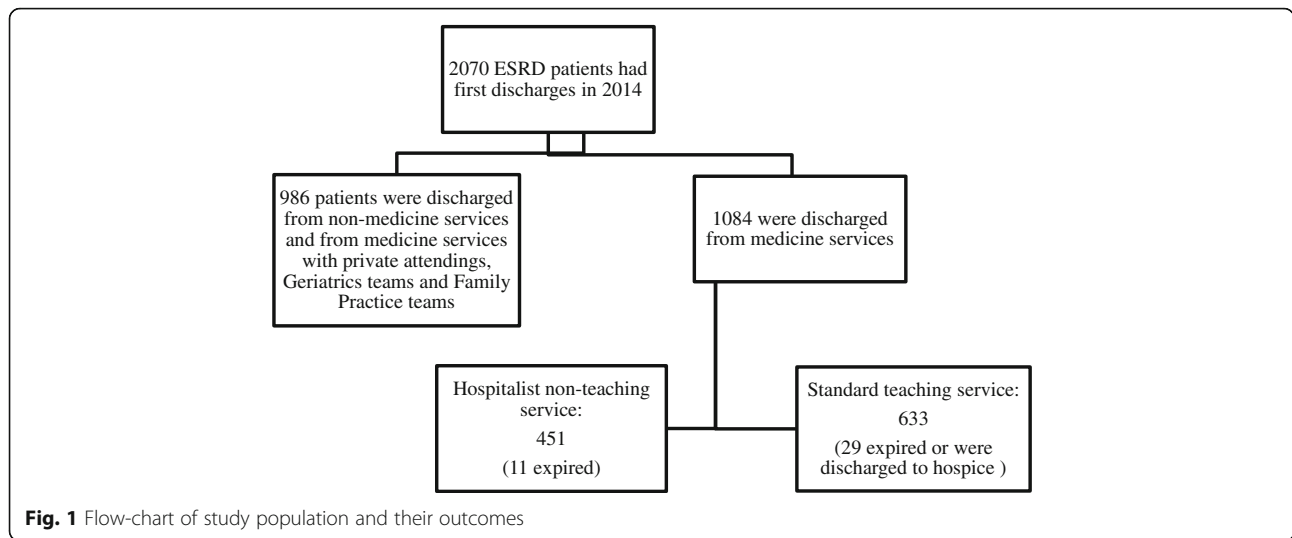 2070 ESRD patients had
first discharges in 2014
986 patients were discharged
from non-medicine services
and from medicine services
with private attendings,
Geriatrics teams and Family
Practice teams
1084 were discharged
from medicine services
Hospitalist non-teaching
service:
451
(11 expired)
Standard teaching service:
633
(29 expired or were
discharged to hospice )
Fig. 1 Flow-chart of study population and their outcomes